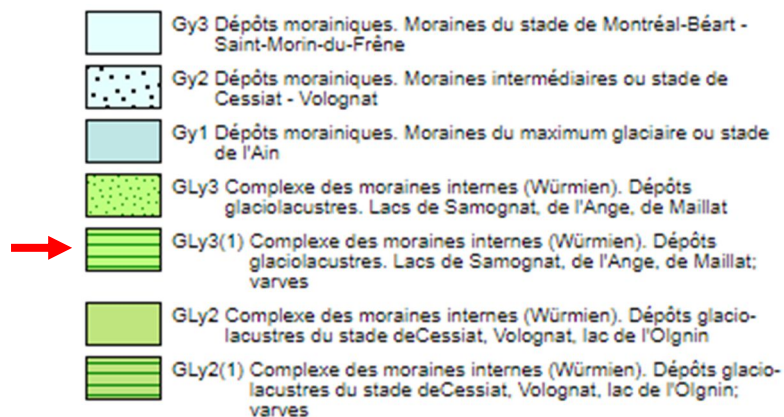 Gy3 Dépôts morainiques. Moraines du stade de Montréal-Béart -
Saint-Morin-du-Frêne
Gy2 Dépôts morainiques. Moraines intermédiaires ou stade de
Cessiat - Volognat
Gy1 Dépôts morainiques. Moraines du maximum glaciaire ou stade
de l'Ain
GLy3 Complexe des moraines internes (Würmien). Dépôts
glaciolacustres. Lacs de Samognat, de l'Ange, de Maillat
GLy3(1) Complexe des moraines internes (Würmien). Dépôts
glaciolacustres. Lacs de Samognat, de l'Ange, de Maillat;
varves
GLy2 Complexe des moraines internes (Würmien). Dépôts glacio-
lacustres du stade deCessiat, Volognat, lac de l'Olgnin
GLy2(1) Complexe des moraines internes (Würmien). Dépôts glacio-
lacustres du stade deCessiat, Volognat, lac de l'Olgnin;
varves